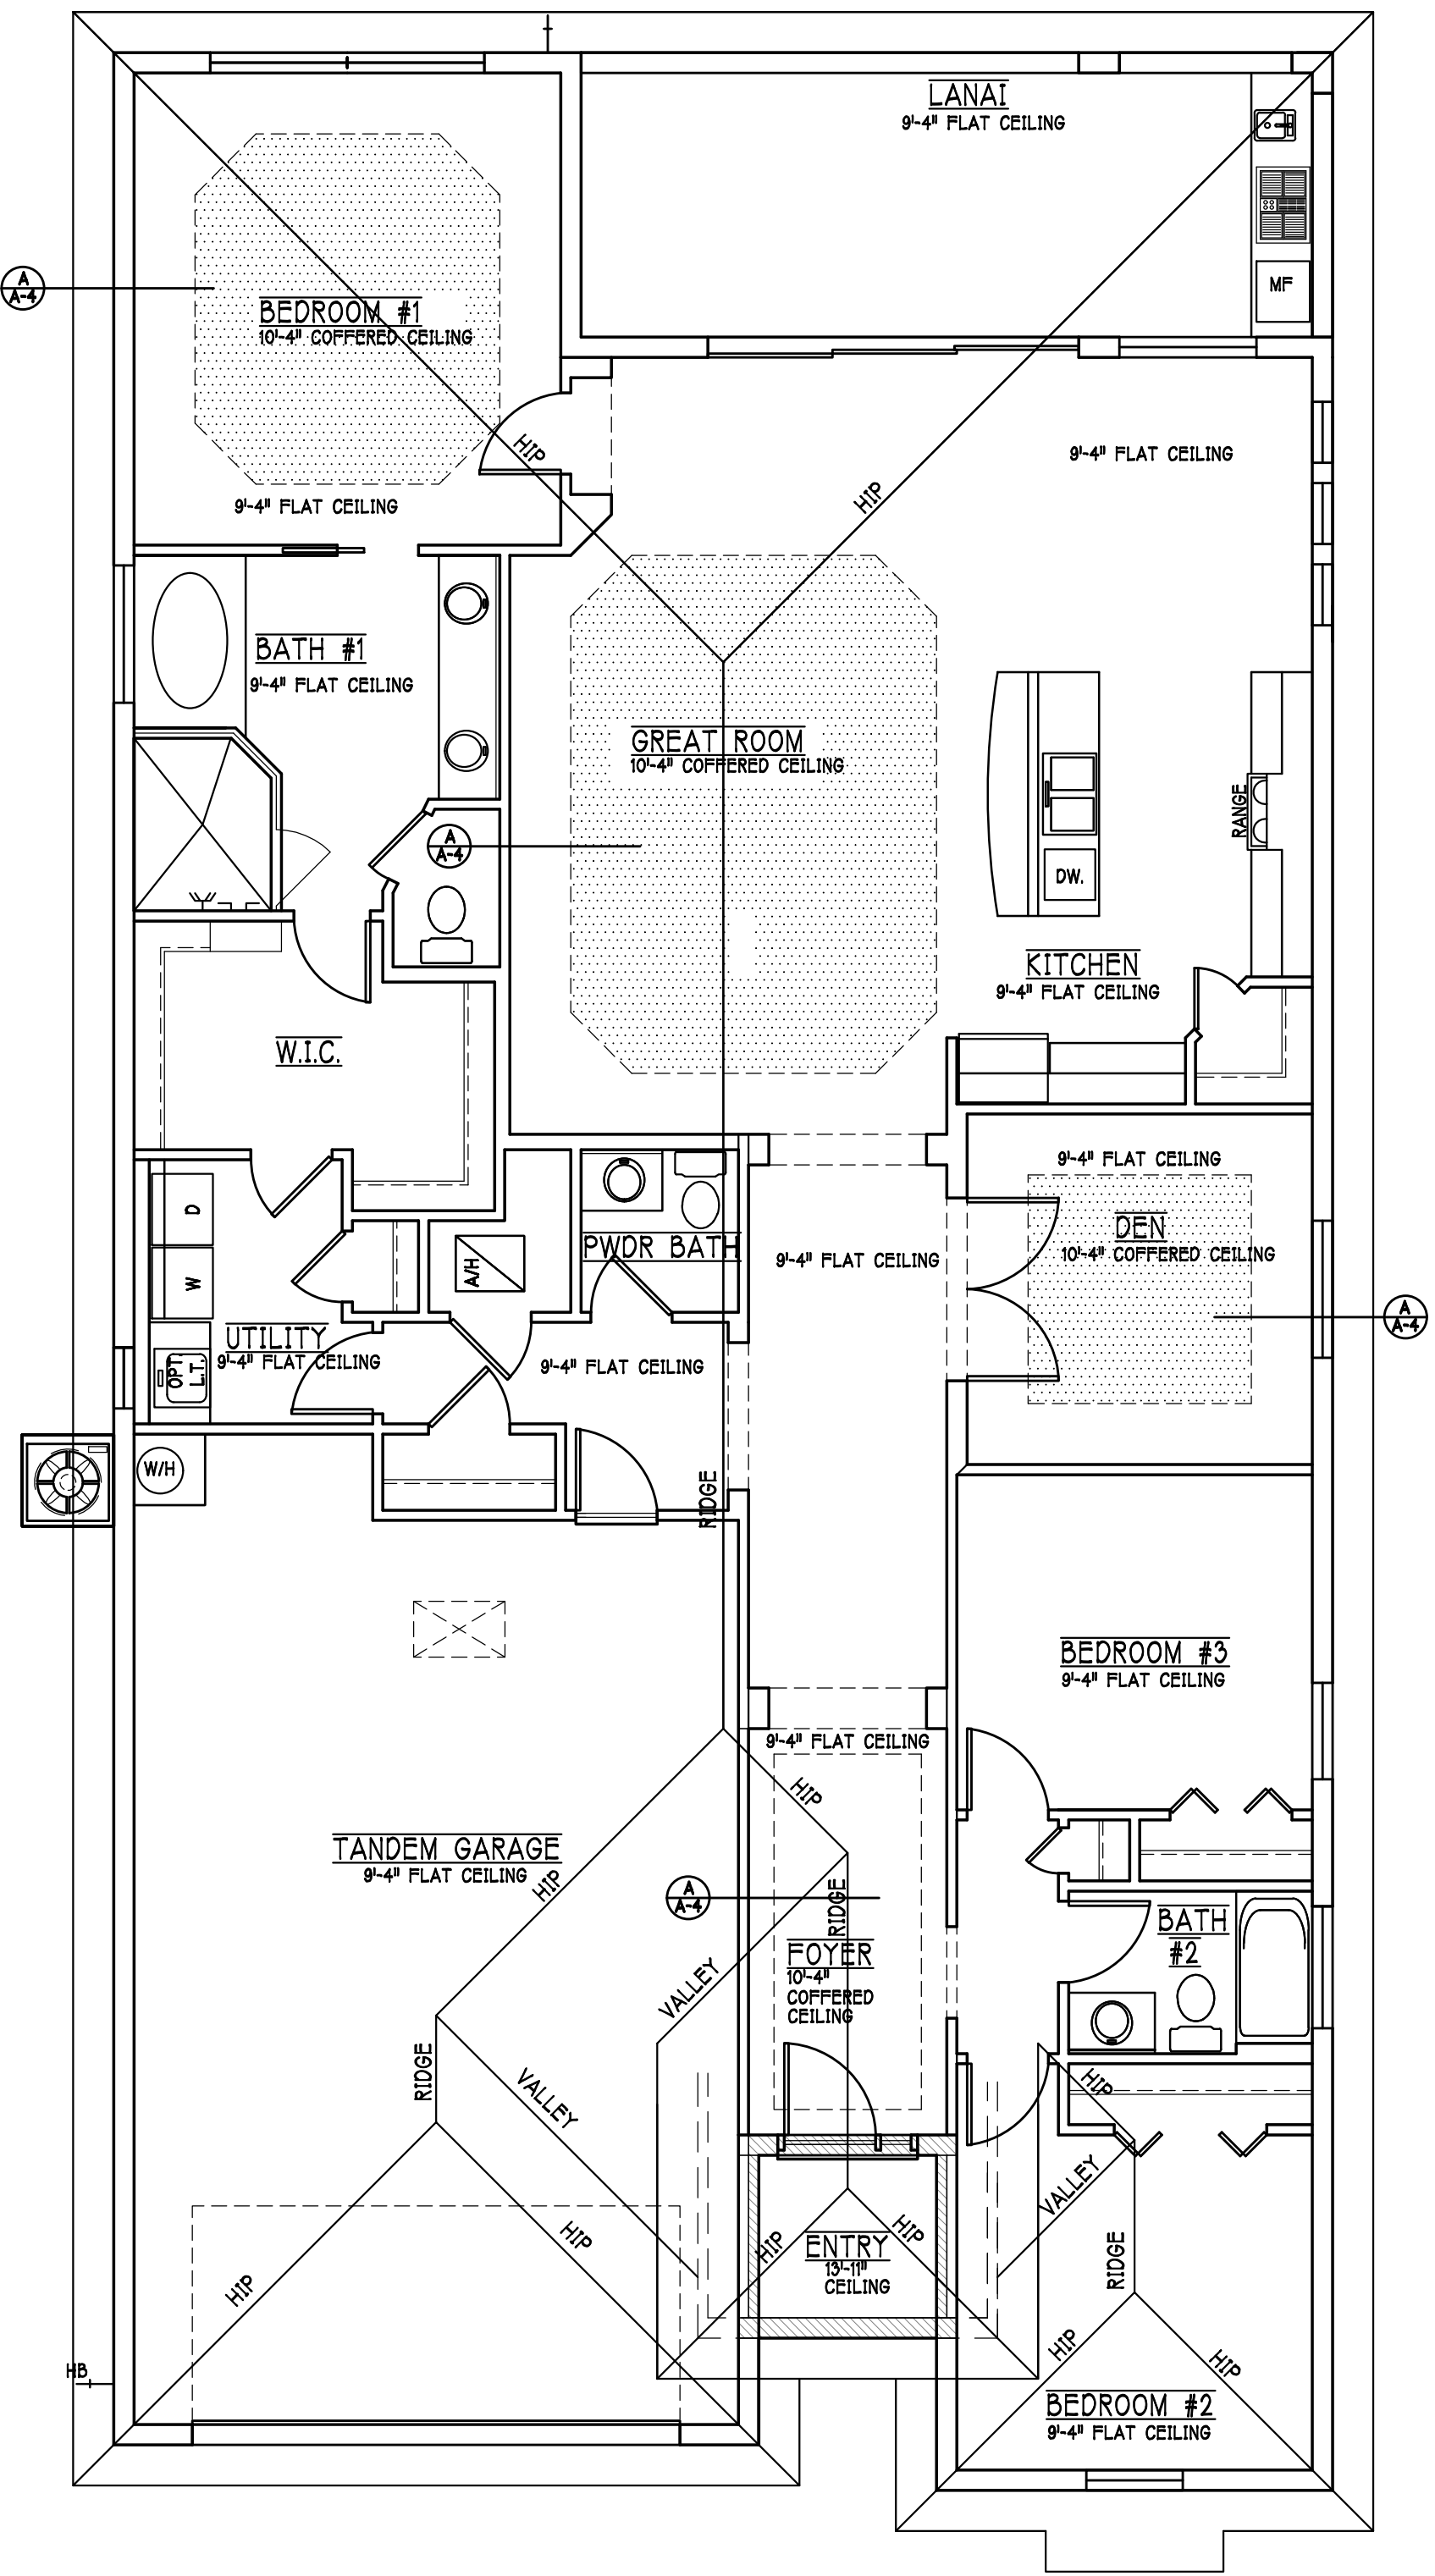 LANAI
9'-4" FLAT CEILING
MF
A
A-4
BEDROOM #1
10'-4" COFFERED CEILING
HIP
9'-4" FLAT CEILING
HIP
9'-4" FLAT CEILING
BATH #1
9'-4" FLAT CEILING
GREAT ROOM
10'-4" COFFERED CEILING
RANGE
A
A-4
DW.
KITCHEN
9'-4" FLAT CEILING
W.I.C.
9'-4" FLAT CEILING
D
W
A/H
PWDR BATH
9'-4" FLAT CEILING
DEN
10'-4" COFFERED CEILING
A
A-4
UTILITY
9'-4" FLAT CEILING
OPT.
L.T.
9'-4" FLAT CEILING
W/H
RIDGE
BEDROOM #3
9'-4" FLAT CEILING
9'-4" FLAT CEILING
HIP
TANDEM GARAGE
9'-4" FLAT CEILING
HIP
A
A-4
RIDGE
BATH
#2
FOYER
10'-4"
COFFERED
CEILING
VALLEY
RIDGE
VALLEY
HIP
VALLEY
HIP
HIP
HIP
HIP
ENTRY
13'-11"
CEILING
RIDGE
HIP
HIP
HB
BEDROOM #2
9'-4" FLAT CEILING